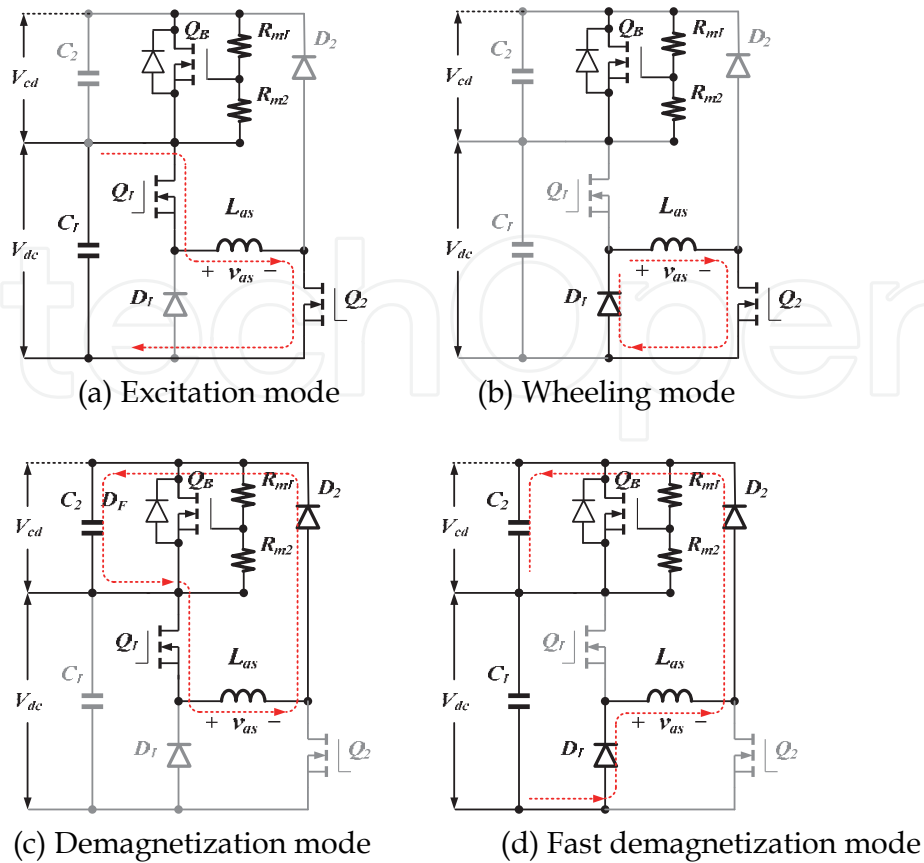 C2
QB
Rm1
D2
Vcd
Rm2
Q1
Las
C1
Vdc
+ vas −
D1
Q2
(a) Excitation mode
C2
QB
Rm1
D2
Vcd
Rm2
Q1
Las
C1
Vdc
+ vas −
D1
Q2
(b) Wheeling mode
C2
DF
QB
Rm1
D2
Vcd
Rm2
Q1
Las
C1
Vdc
+ vas −
D1
Q2
(c) Demagnetization mode
C2
QB
Rm1
D2
Vcd
Rm2
Q1
Las
C1
Vdc
+ vas −
D1
Q2
(d) Fast demagnetization mode
techOper